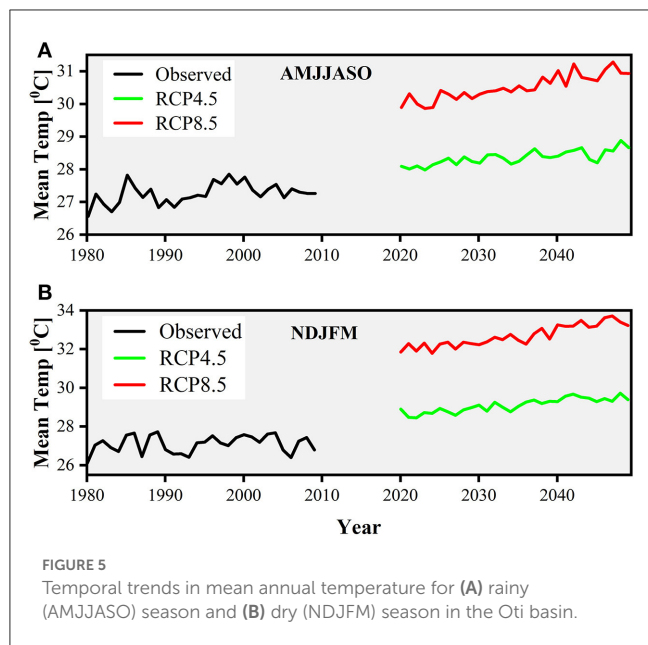 A
AMJJASO
Observed
RCP4.5
RCP8.5
Mean Temp [⁰C]
31
30
29
28
27
26
1980 1990 2000 2010 2020 2030 2040
B
NDJFM
Observed
RCP4.5
RCP8.5
Mean Temp [⁰C]
34
32
30
28
26
1980 1990 2000 2010 2020 2030 2040
Year
FIGURE 5
Temporal trends in mean annual temperature for (A) rainy
(AMJJASO) season and (B) dry (NDJFM) season in the Oti basin.